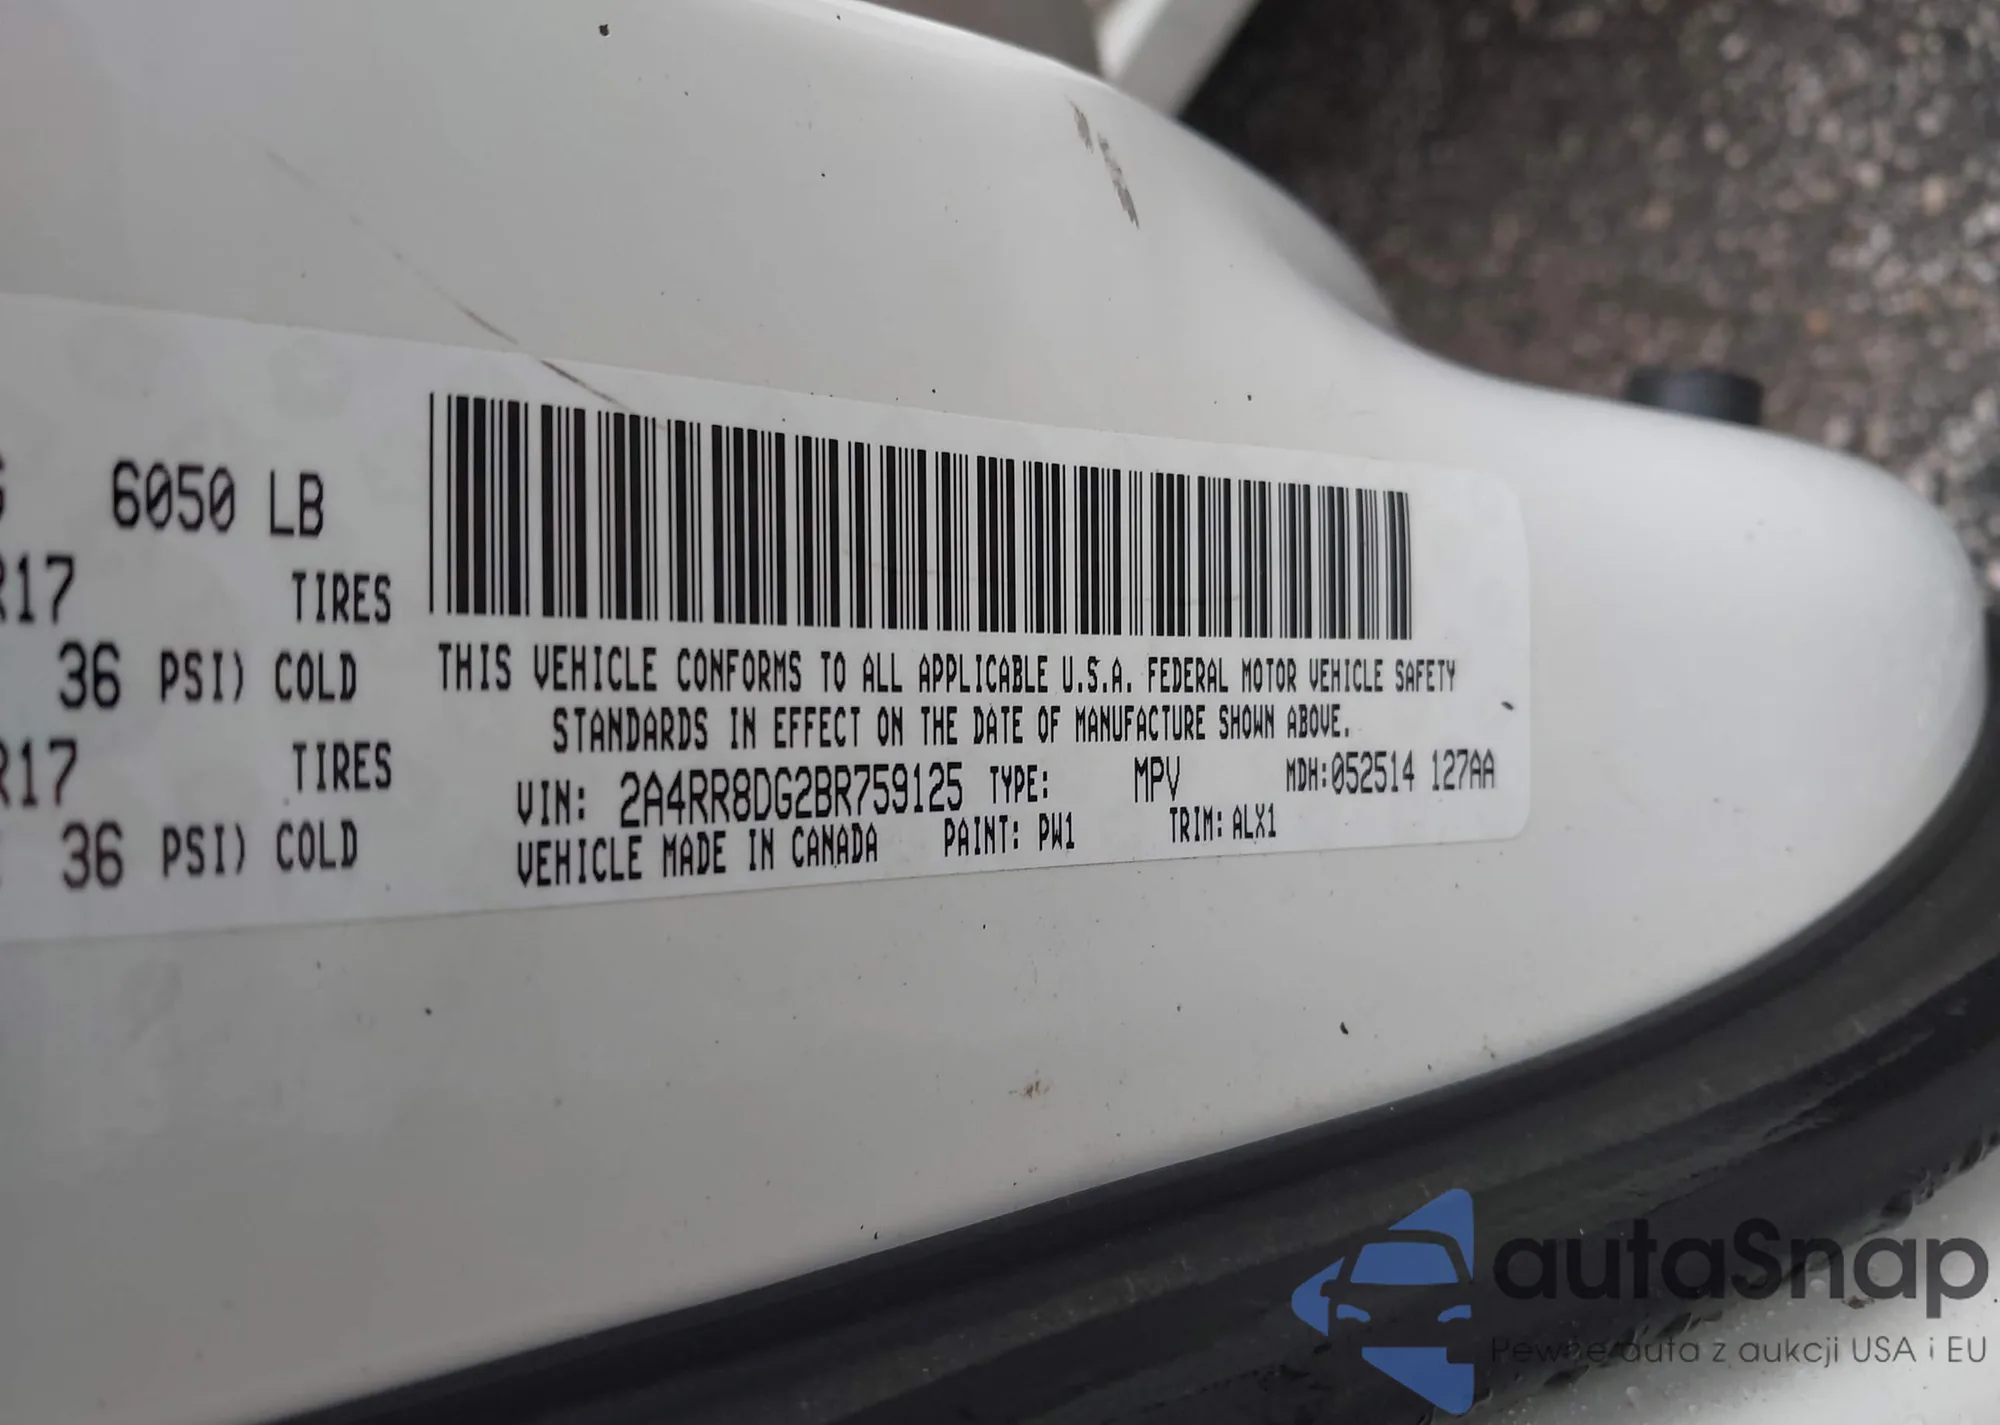 6050 LB
R17 TIRES
36 PSI) COLD
R17 TIRES
36 PSI) COLD
THIS VEHICLE CONFORMS TO ALL APPLICABLE U.S.A. FEDERAL MOTOR VEHICLE SAFETY
STANDARDS IN EFFECT ON THE DATE OF MANUFACTURE SHOWN ABOVE.
VIN: 2A4RR8DG2BR759125 TYPE: MPV MDH:052514 127AA
VEHICLE MADE IN CANADA PAINT: PW1 TRIM: ALX1
autaSnap
Pewne auta z aukcji USA i EU